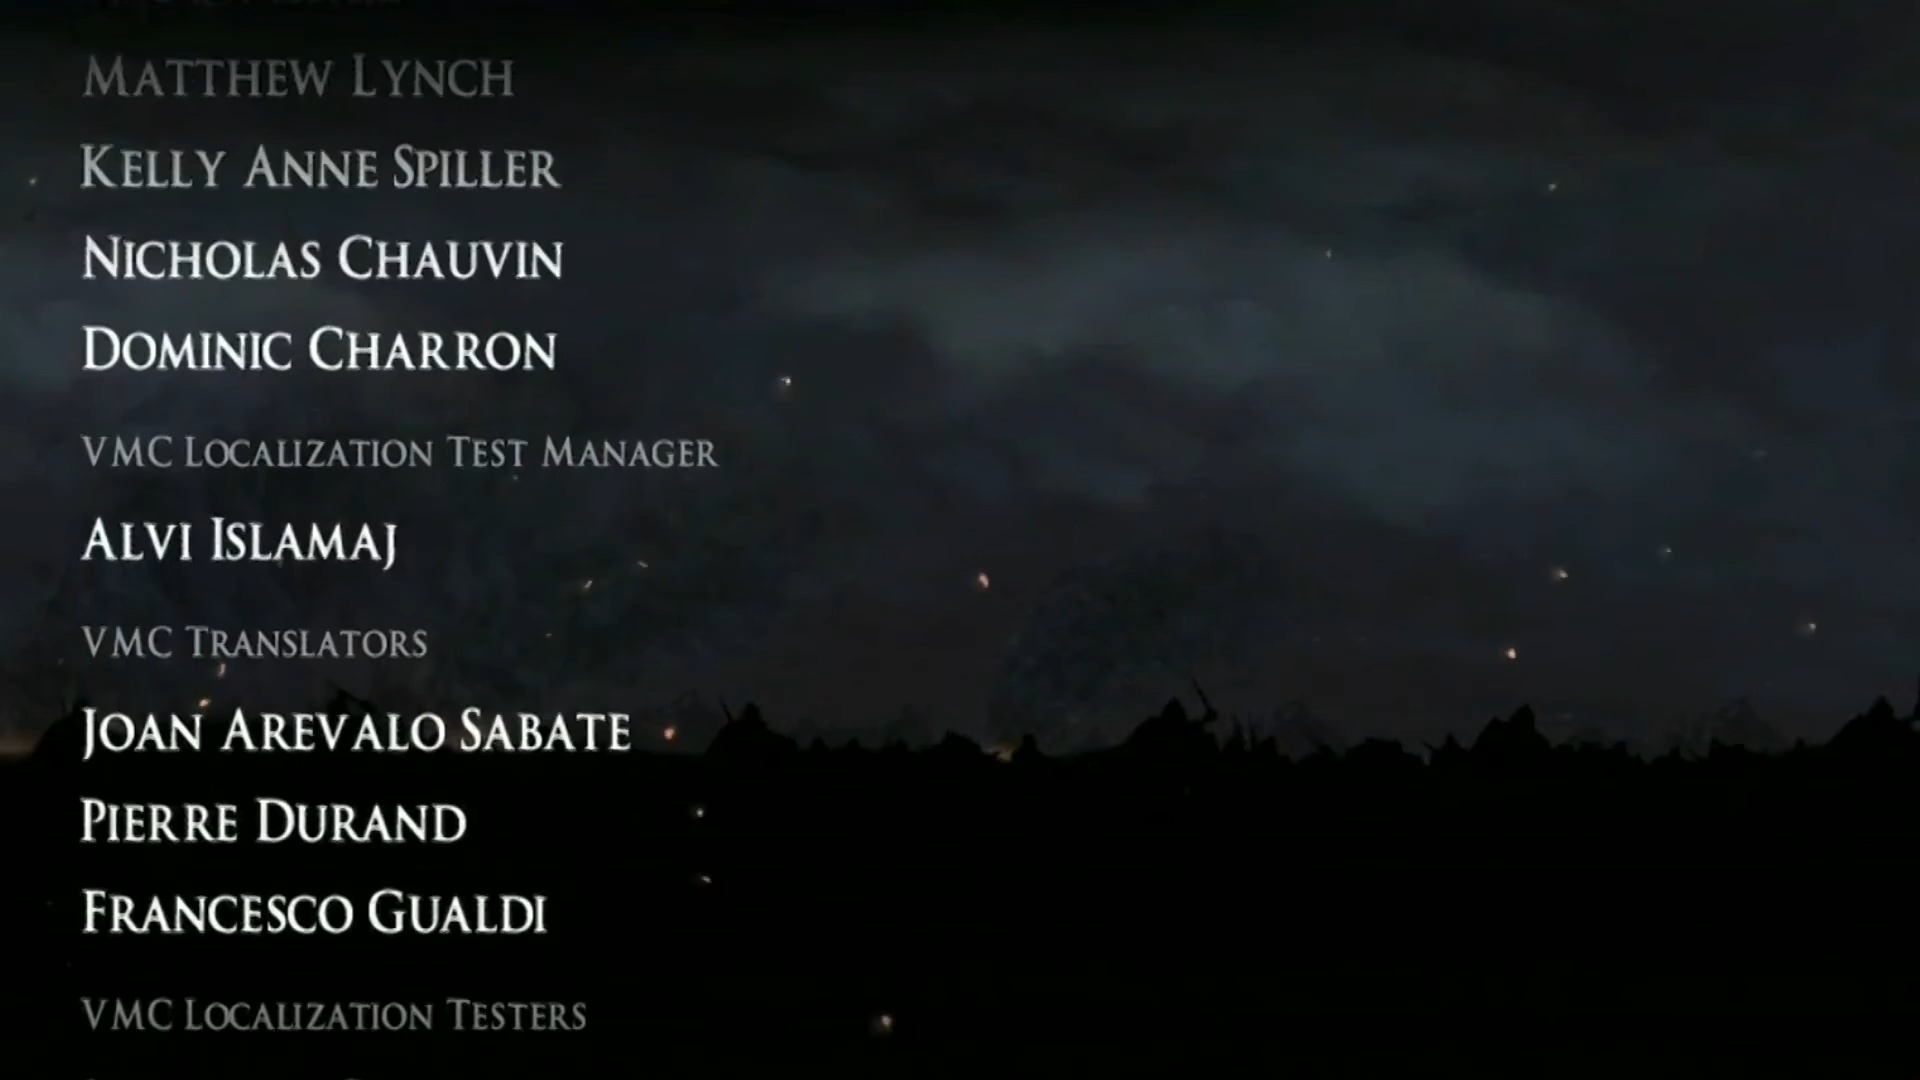 Matthew Lynch
Kelly Anne Spiller
Nicholas Chauvin
Dominic Charron
VMC Localization Test Manager
Alvi Islamaj
VMC Translators
Joan Arevalo Sabate
Pierre Durand
Francesco Gualdi
VMC Localization Testers